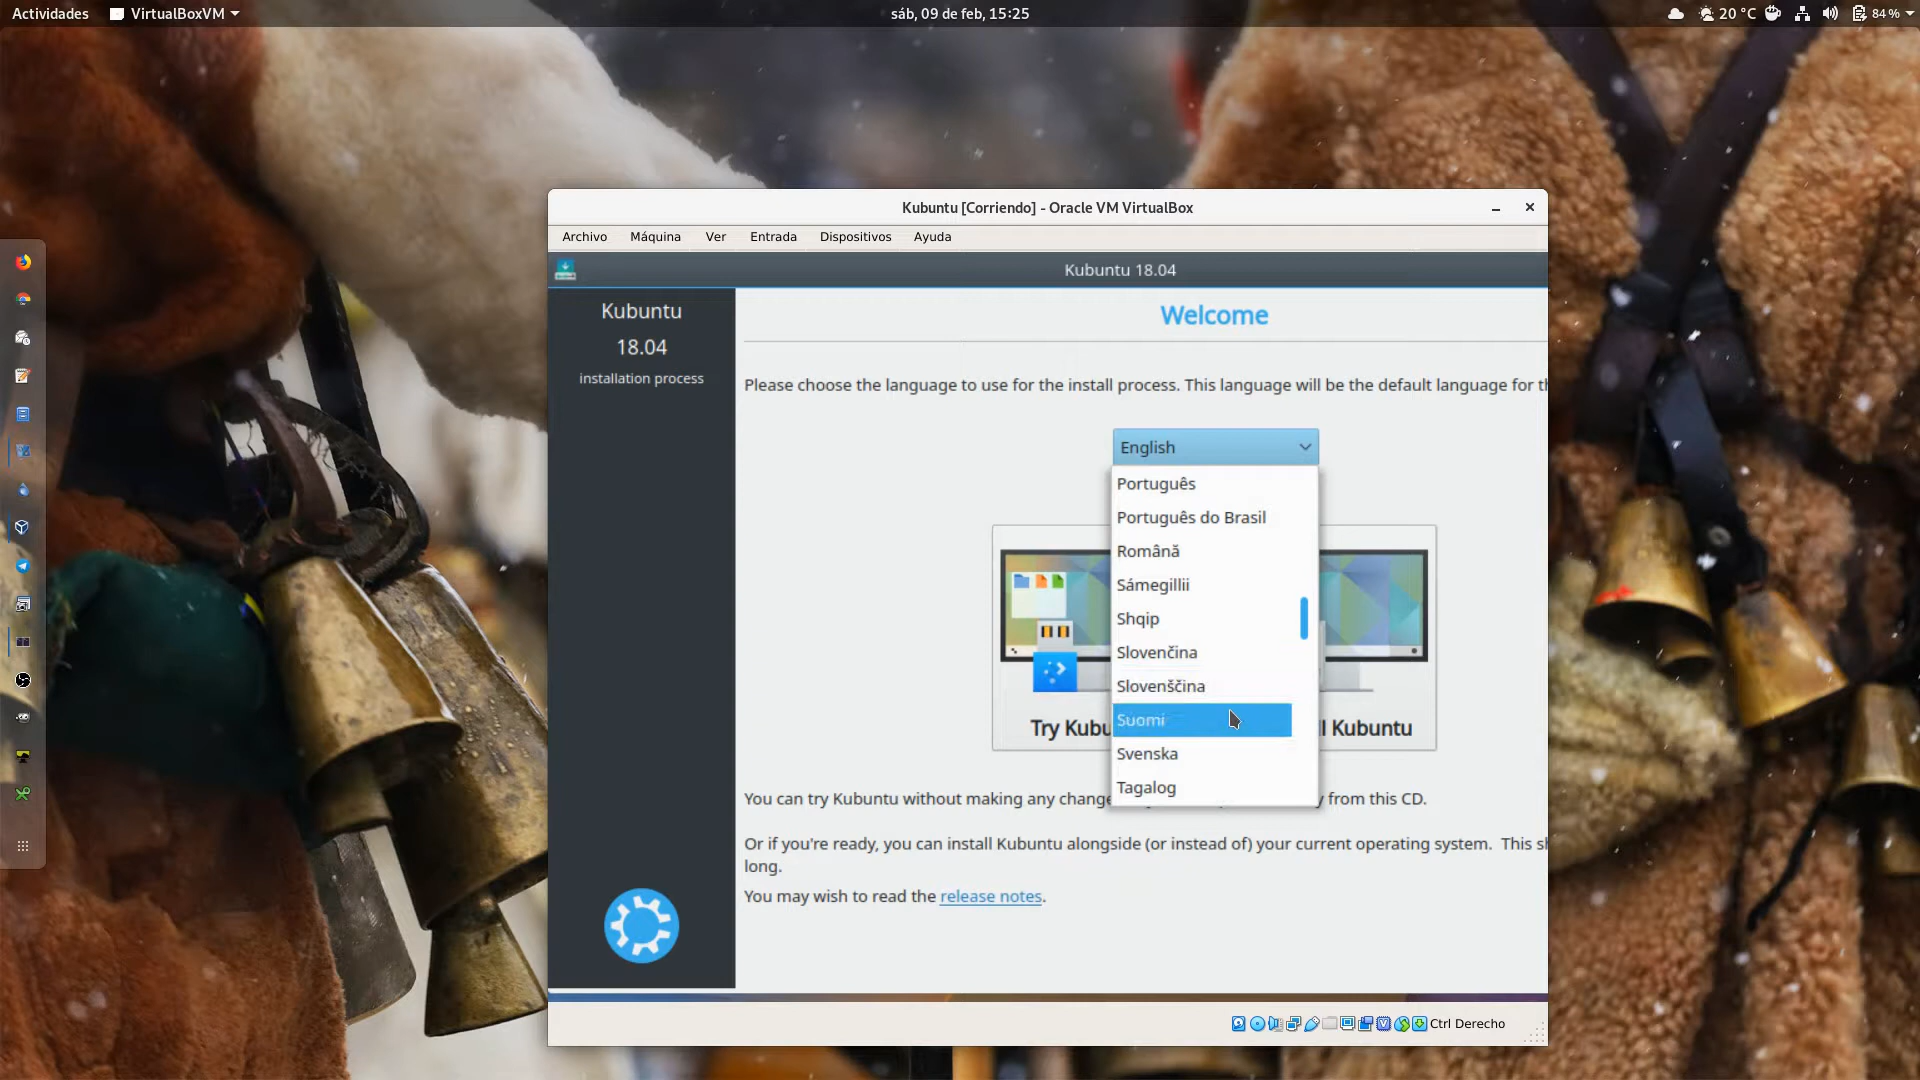 Actividades VirtualBoxVM sáb, 09 de feb, 15:25 20 °C 84 %
Kubuntu [Corriendo] - Oracle VM VirtualBox
Archivo Máquina Ver Entrada Dispositivos Ayuda
Kubuntu 18.04
Kubuntu
18.04
installation process
Welcome
Please choose the language to use for the install process. This language will be the default language for
English
Português
Português do Brasil
Română
Sámegillii
Shqip
Slovenčina
Slovenščina
Suomi
Svenska
Tagalog
Try
Kubuntu
You can try Kubuntu without making any
from this CD.
Or if you're ready, you can install Kubuntu alongside (or instead of) your current operating system. This
long.
You may wish to read the release notes.
Ctrl Derecho